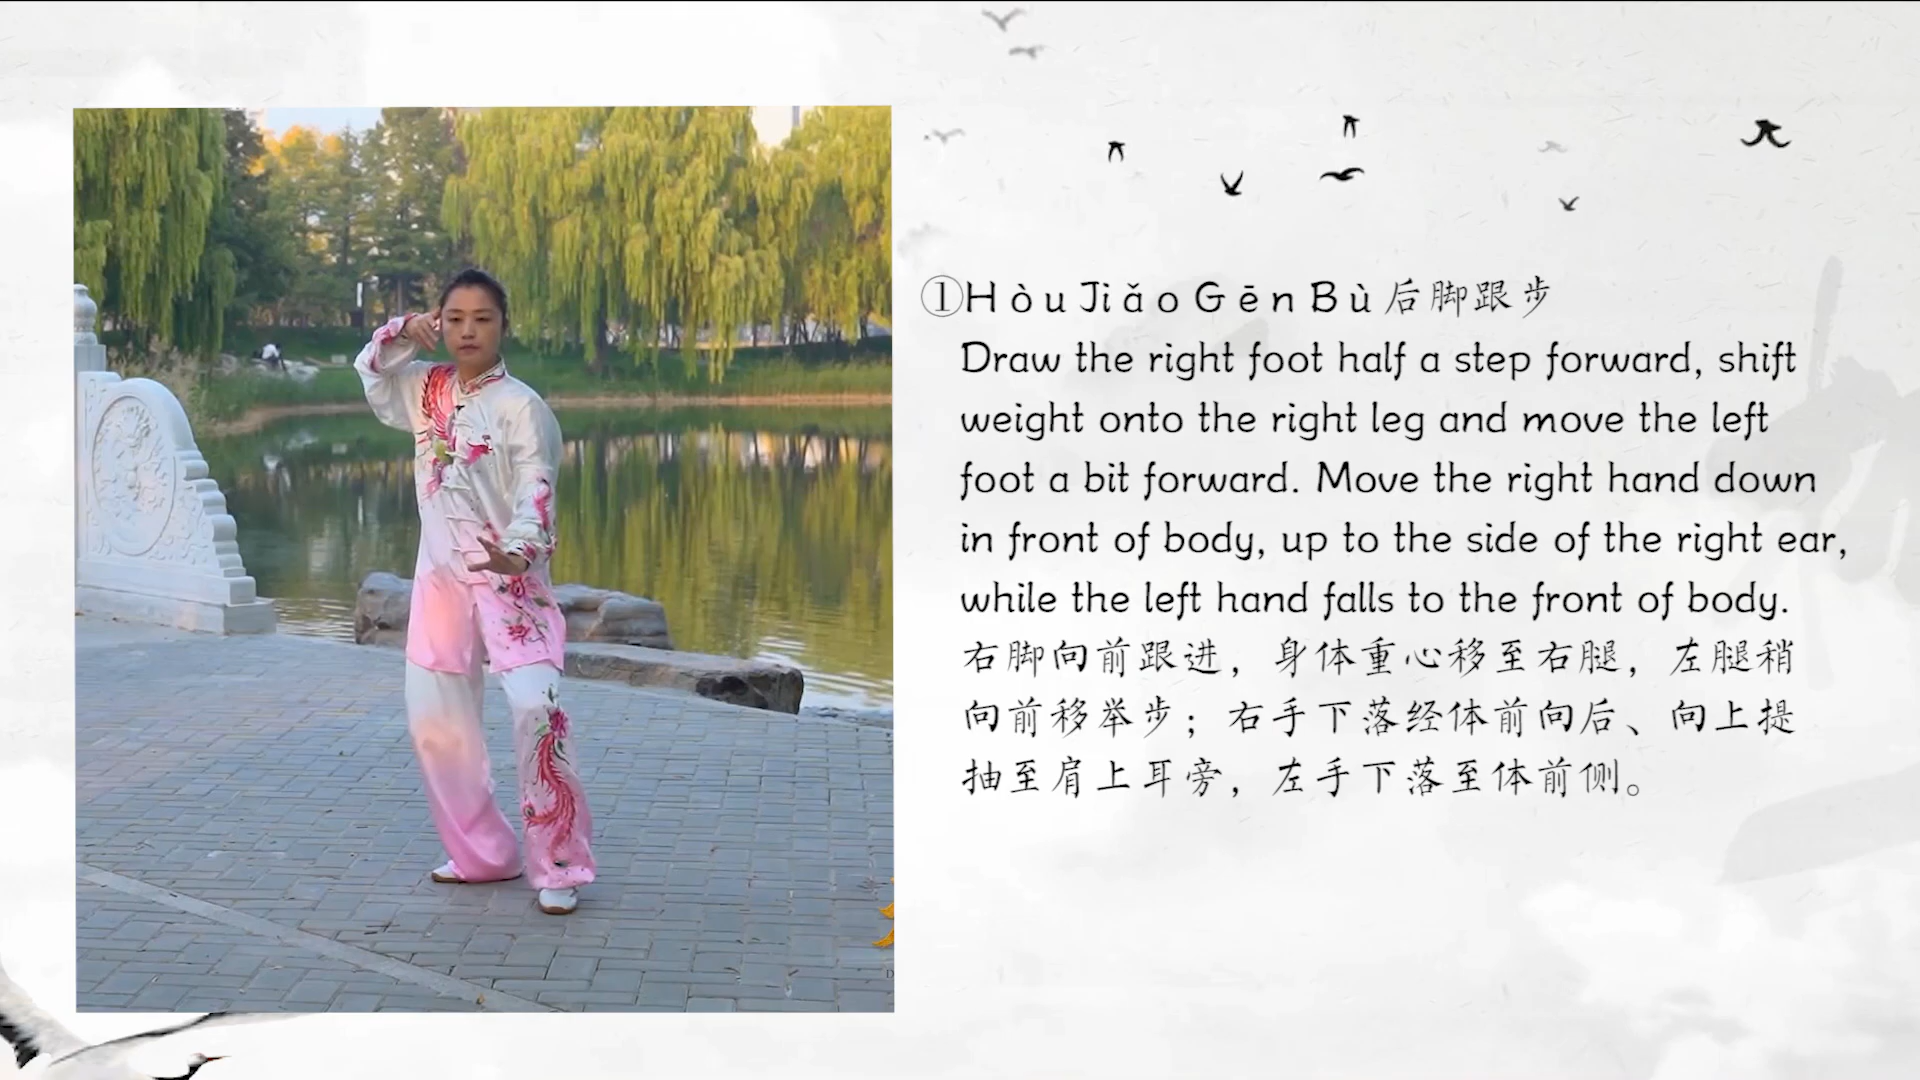 ①Hòu Jiǎo Gēn Bù 后脚跟步
Draw the right foot half a step forward, shift
weight onto the right leg and move the left
foot a bit forward. Move the right hand down
in front of body, up to the side of the right ear,
while the left hand falls to the front of body.
右脚向前跟进，身体重心移至右腿，左腿稍
向前移举步；右手下落经体前向后、向上提
抽至肩上耳旁，左手下落至体前侧。